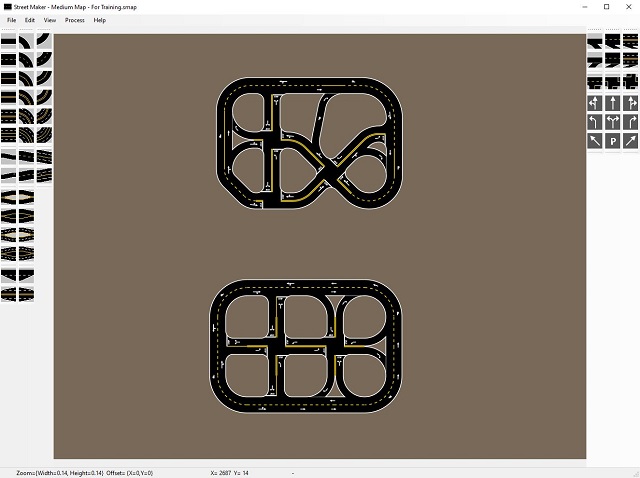 Street Maker - Medium Map - For Training.smap
File Edit View Process Help
P
Zoom={Width=0.14, Height=0.14} Offset= {X=0,Y=0} X= 2687 Y= 14 -